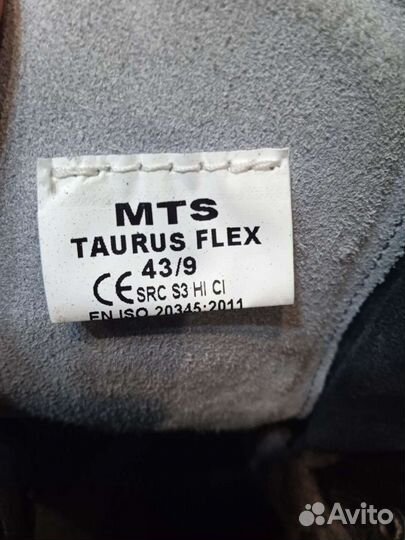 MTS
TAURUS FLEX
43/9
CE SRC S3 HI CI
EN ISO 20345:2011
Avito